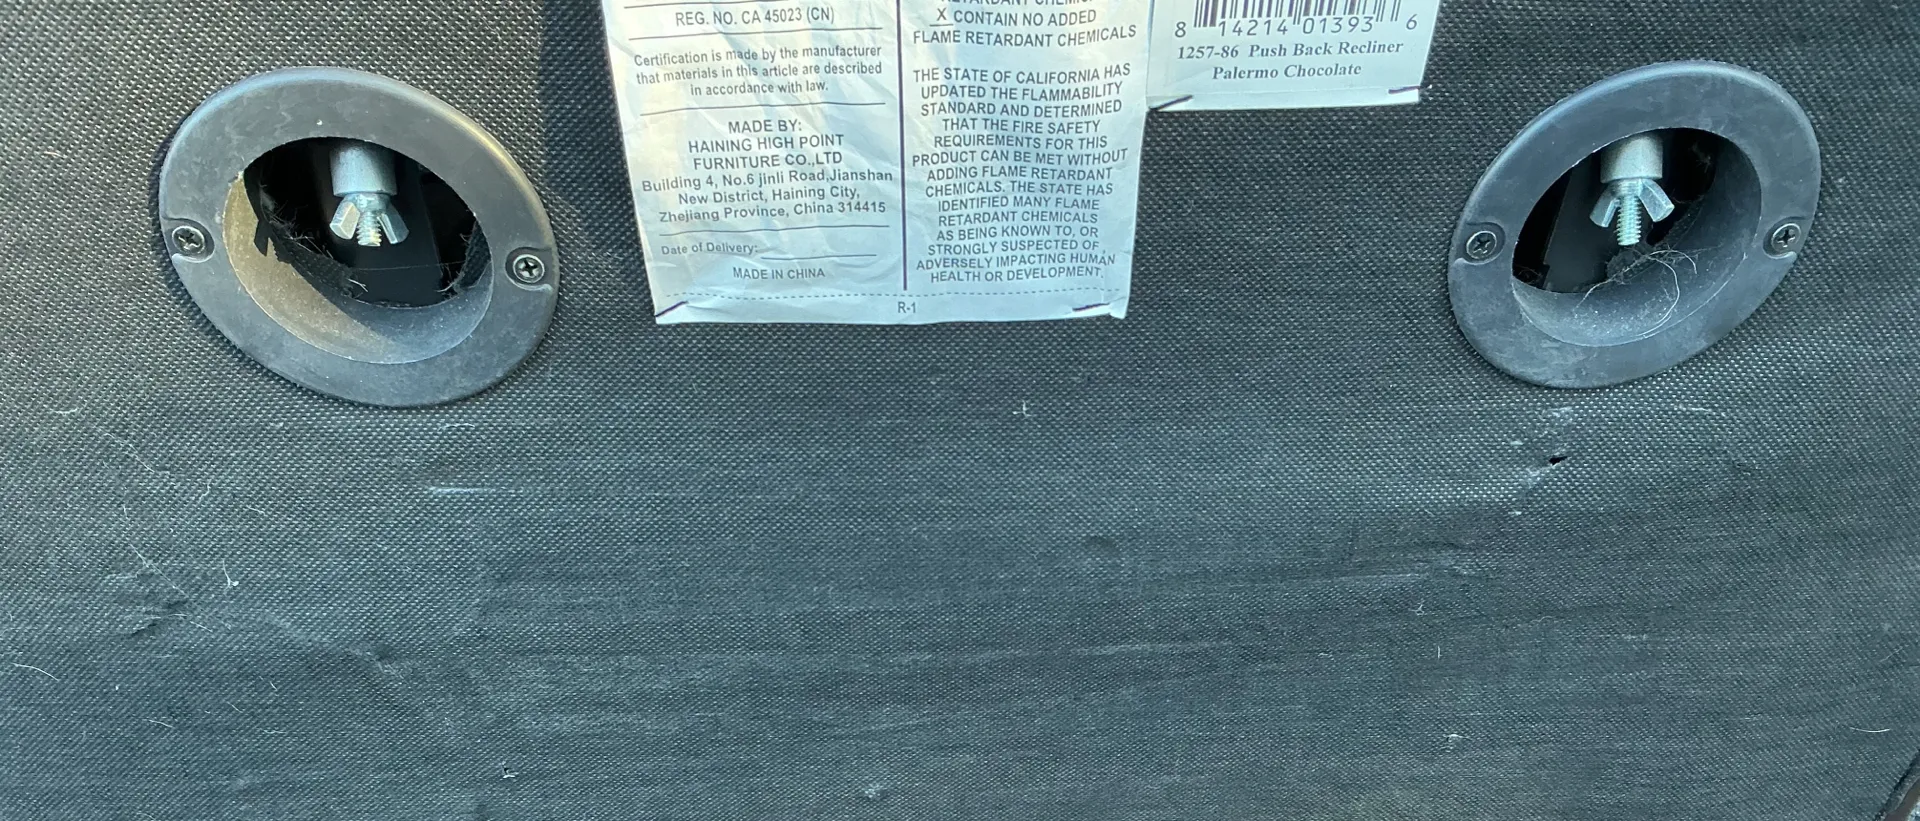 REG. NO. CA 45023 (CN)
Certification is made by the manufacturer
that materials in this article are described
in accordance with law.
MADE BY:
HAINING HIGH POINT
FURNITURE CO.,LTD
Building 4, No.6 jinli Road,Jianshan
New District, Haining City,
Zhejiang Province, China 314415
Date of Delivery:
MADE IN CHINA
RETARDANT CHEMIC
X CONTAIN NO ADDED
FLAME RETARDANT CHEMICALS
THE STATE OF CALIFORNIA HAS
UPDATED THE FLAMMABILITY
STANDARD AND DETERMINED
THAT THE FIRE SAFETY
REQUIREMENTS FOR THIS
PRODUCT CAN BE MET WITHOUT
ADDING FLAME RETARDANT
CHEMICALS. THE STATE HAS
IDENTIFIED MANY FLAME
RETARDANT CHEMICALS
AS BEING KNOWN TO, OR
STRONGLY SUSPECTED OF
ADVERSELY IMPACTING HUMAN
HEALTH OR DEVELOPMENT.
R-1
8 14214 01393 6
1257-86 Push Back Recliner
Palermo Chocolate